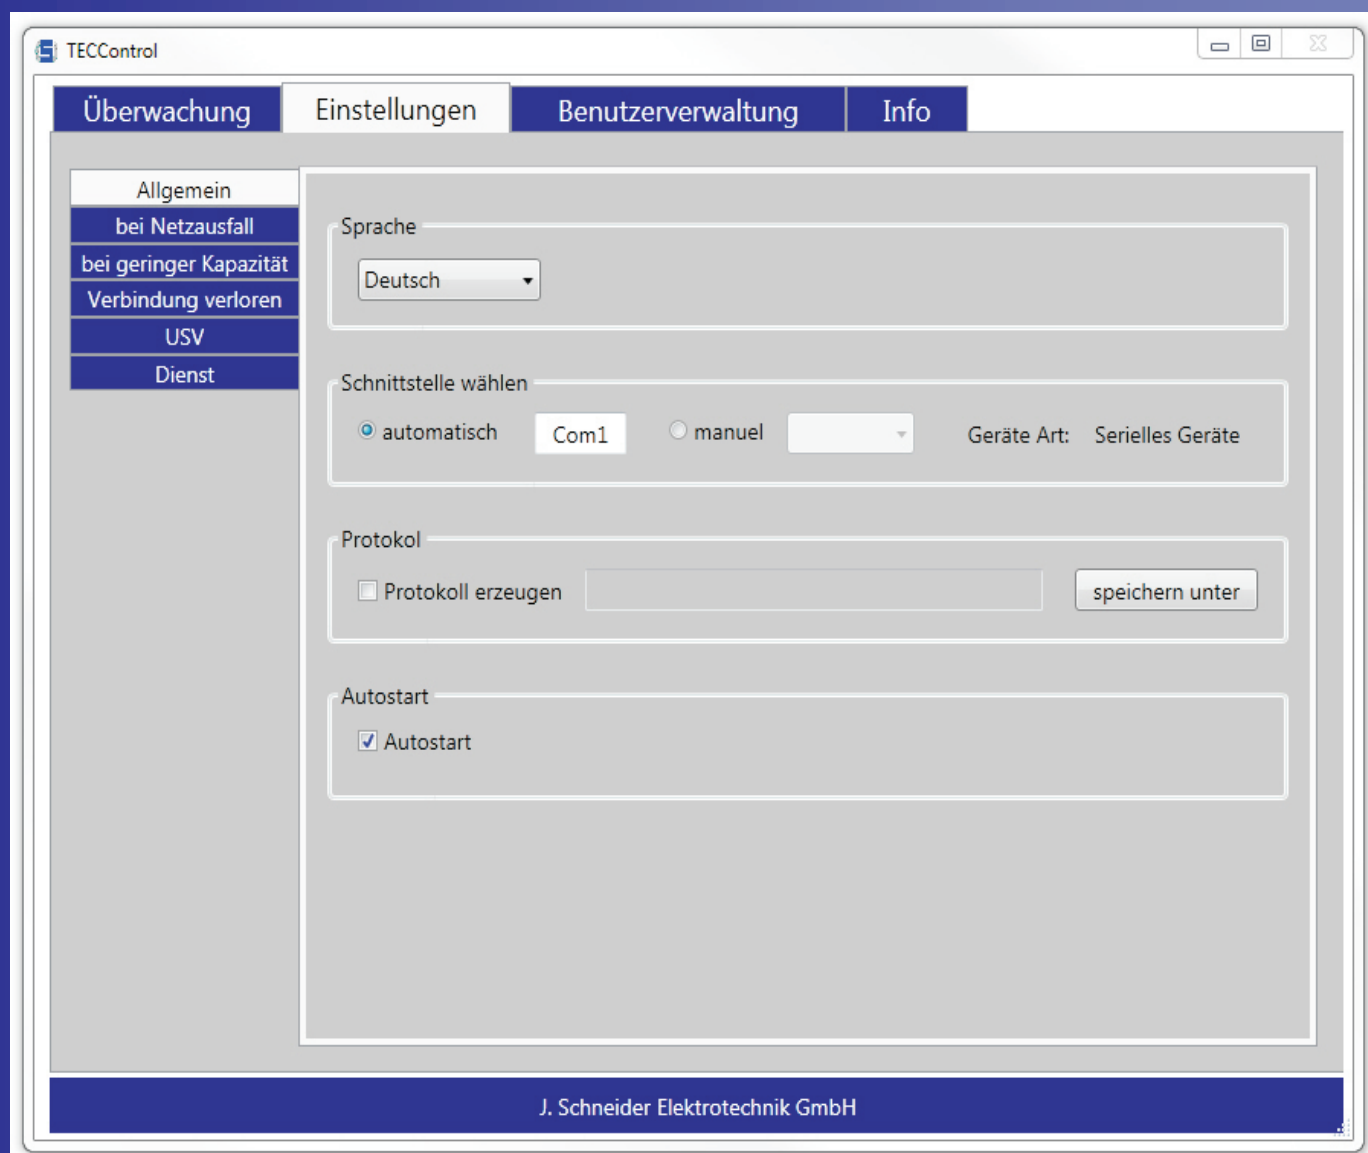 TECControl
Überwachung Einstellungen Benutzerverwaltung Info
Allgemein
bei Netzausfall
bei geringer Kapazität
Verbindung verloren
USV
Dienst
Sprache
Deutsch
Schnittstelle wählen
automatisch Com1 manuel Geräte Art: Serielles Geräte
Protokol
Protokoll erzeugen speichern unter
Autostart
Autostart
J. Schneider Elektrotechnik GmbH